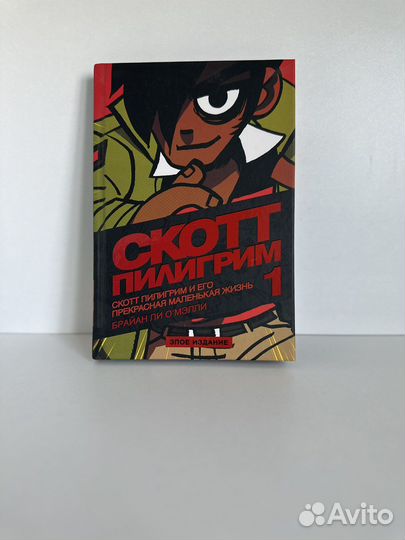 СКОТТ
ПИЛИГРИМ
СКОТТ ПИЛИГРИМ И ЕГО
ПРЕКРАСНАЯ МАЛЕНЬКАЯ ЖИЗНЬ
1
БРАЙАН ЛИ О'МЭЛЛИ
ЗЛОЕ ИЗДАНИЕ
Avito